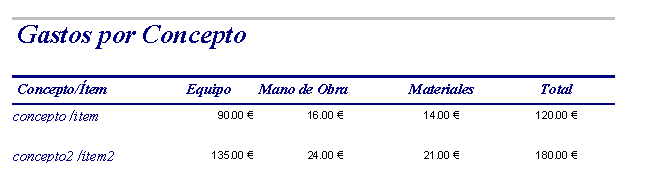 Gastos por Concepto
Concepto/Ítem Equipo Mano de Obra Materiales Total
concepto /item 90.00 € 16.00 € 14.00 € 120.00 €
concepto2 /item2 135.00 € 24.00 € 21.00 € 180.00 €